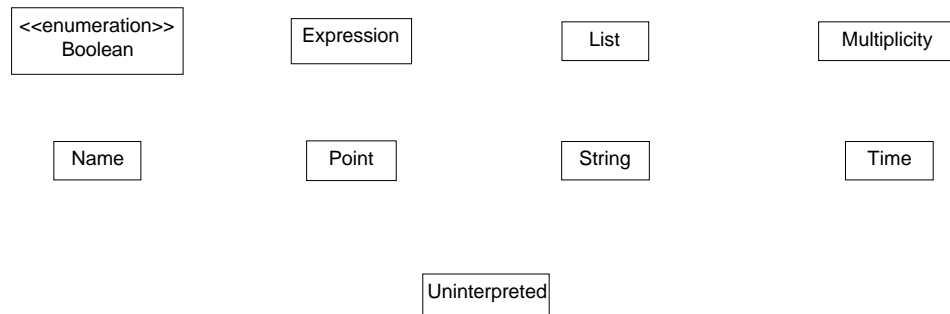 <<enumeration>>
Boolean
Expression
List
Multiplicity
Name
Point
String
Time
Uninterpreted